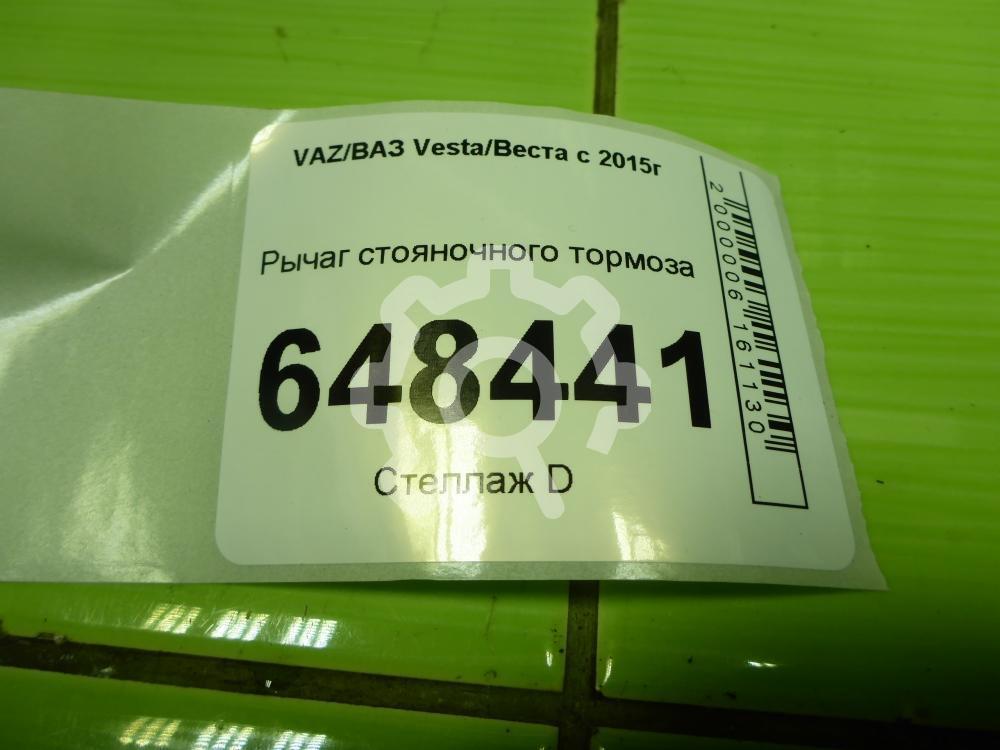 VAZ/ВАЗ Vesta/Веста с 2015г
Рычаг стояночного тормоза
648441
Стеллаж D
2000006161130